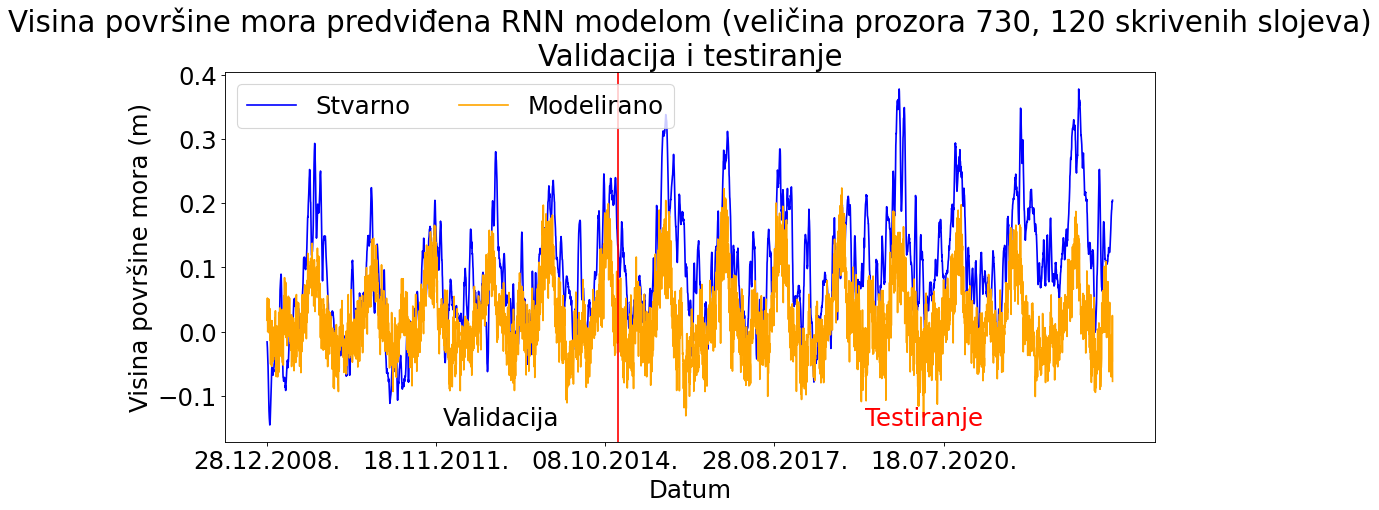 Visina površine mora predviđena RNN modelom (veličina prozora 730, 120 skrivenih slojeva)
Validacija i testiranje
Stvarno Modelirano
Visina površine mora (m)
0.4
0.3
0.2
0.1
0.0
−0.1
Validacija
Testiranje
28.12.2008. 18.11.2011. 08.10.2014. 28.08.2017. 18.07.2020.
Datum